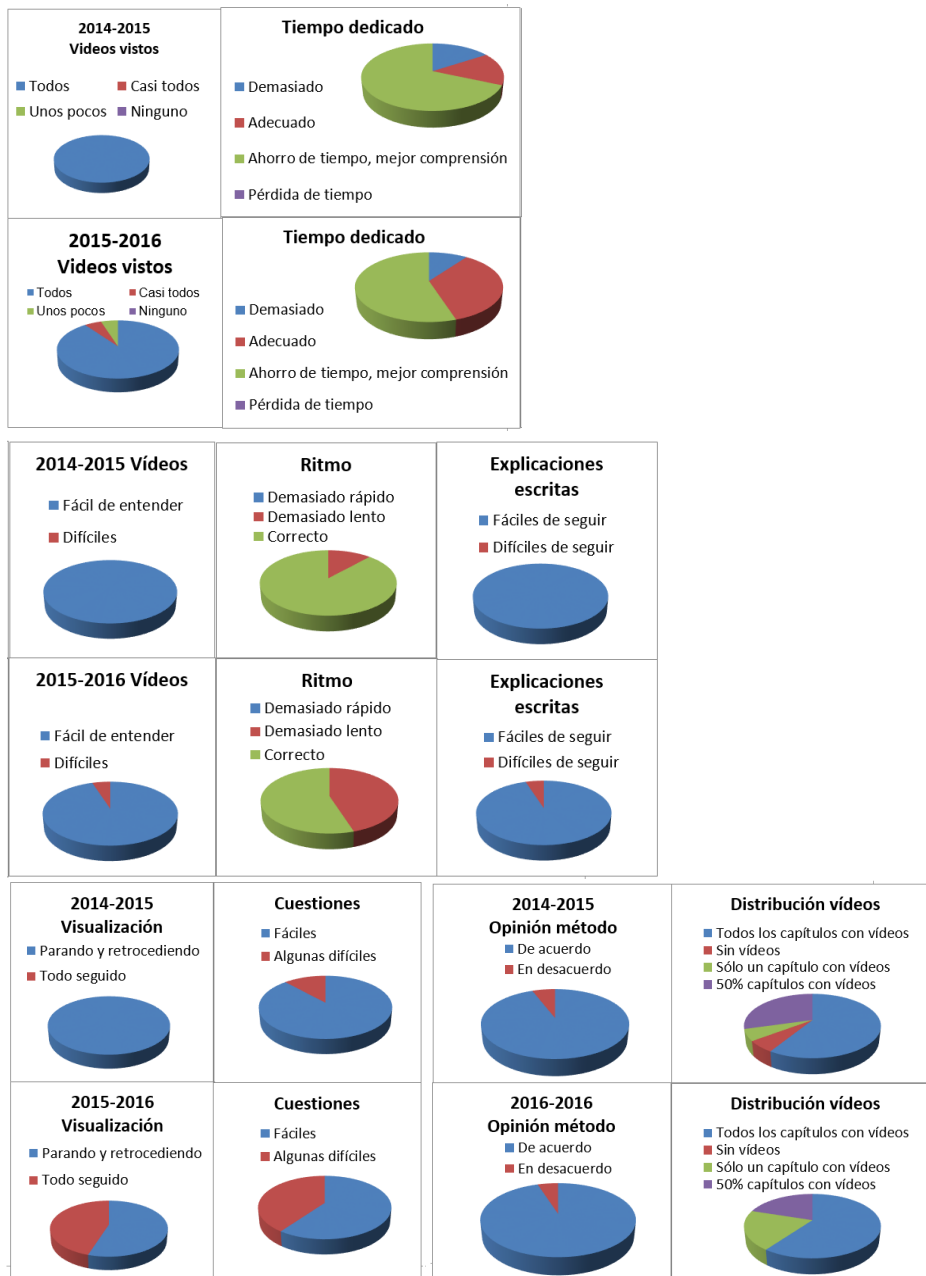 2014-2015
Videos vistos
Todos
Casi todos
Unos pocos
Ninguno
Tiempo dedicado
Demasiado
Adecuado
Ahorro de tiempo, mejor comprensión
Pérdida de tiempo
2015-2016
Videos vistos
Todos
Casi todos
Unos pocos
Ninguno
Tiempo dedicado
Demasiado
Adecuado
Ahorro de tiempo, mejor comprensión
Pérdida de tiempo
2014-2015 Vídeos
Fácil de entender
Difíciles
Ritmo
Demasiado rápido
Demasiado lento
Correcto
Explicaciones
escritas
Fáciles de seguir
Difíciles de seguir
2015-2016 Vídeos
Fácil de entender
Difíciles
Ritmo
Demasiado rápido
Demasiado lento
Correcto
Explicaciones
escritas
Fáciles de seguir
Difíciles de seguir
2014-2015
Visualización
Parando y retrocediendo
Todo seguido
Cuestiones
Fáciles
Algunas difíciles
2014-2015
Opinión método
De acuerdo
En desacuerdo
Distribución vídeos
Todos los capítulos con vídeos
Sin vídeos
Sólo un capítulo con vídeos
50% capítulos con vídeos
2015-2016
Visualización
Parando y retrocediendo
Todo seguido
Cuestiones
Fáciles
Algunas difíciles
2016-2016
Opinión método
De acuerdo
En desacuerdo
Distribución vídeos
Todos los capítulos con vídeos
Sin vídeos
Sólo un capítulo con vídeos
50% capítulos con vídeos